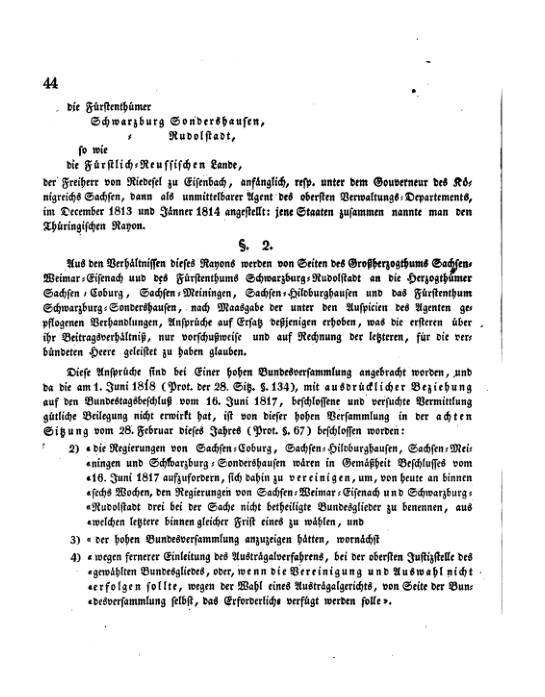 44
die Fürstenthümer
Schwarzburg Sondershausen,
⸗ Rudolstadt,
so wie
die Fürstlich⸗Reussischen Lande,
der Freiherr von Riedesel zu Eisenbach, anfänglich, resp. unter dem Gouverneur des Kö⸗
nigreichs Sachsen, dann als unmittelbarer Agent des obersten Verwaltungs⸗Departements,
im December 1813 und Jänner 1814 angestellt: jene Staaten zusammen nannte man den
Thüringischen Rayon.
§. 2.
Aus den Verhältnissen dieses Rayons werden von Seiten des Großherzogthums Sachsen⸗
Weimar⸗Eisenach und des Fürstenthums Schwarzburg⸗Rudolstadt an die Herzogthümer
Sachsen⸗Coburg, Sachsen⸗Meiningen, Sachsen⸗Hildburghausen und das Fürstenthum
Schwarzburg⸗Sondershausen, nach Maasgabe der unter den Auspicien des Agenten ge⸗
pflogenen Verhandlungen, Ansprüche auf Ersatz desjenigen erhoben, was die ersteren über
ihr Beitragsverhältniß, nur vorschußweise und auf Rechnung der letzteren, für die ver⸗
bündeten Heere geleistet zu haben glauben.
Diese Ansprüche sind bei Einer hohen Bundesversammlung angebracht worden, und
da die am 1. Juni 1818 (Prot. der 28. Sitz. §. 134), mit ausdrücklicher Beziehung
auf den Bundestagsbeschluß vom 16. Juni 1817, beschlossene und versuchte Vermittlung
gütliche Beilegung nicht erwirkt hat, ist von dieser hohen Versammlung in der achten
Sitzung vom 28. Februar dieses Jahres (Prot. §. 67) beschlossen worden:
2) «die Regierungen von Sachsen⸗Coburg, Sachsen⸗Hildburghausen, Sachsen⸗Mei⸗
«ningen und Schwarzburg⸗Sondershausen wären in Gemäßheit Beschlusses vom
«16. Juni 1817 aufzufordern, sich dahin zu vereinigen, um, von heute an binnen
«sechs Wochen, den Regierungen von Sachsen⸗Weimar⸗Eisenach und Schwarzburg⸗
«Rudolstadt drei bei der Sache nicht betheiligte Bundesglieder zu benennen, aus
«welchen letztere binnen gleicher Frist eines zu wählen, und
3) «der hohen Bundesversammlung anzuzeigen hätten, wornächst
4) «wegen fernerer Einleitung des Austrägalverfahrens, bei der obersten Justizstelle des
«gewählten Bundesgliedes, oder, wenn die Vereinigung und Auswahl nicht
«erfolgen sollte, wegen der Wahl eines Austrägalgerichts, von Seite der Bun⸗
«desversammlung selbst, das Erforderliche verfügt werden solle».